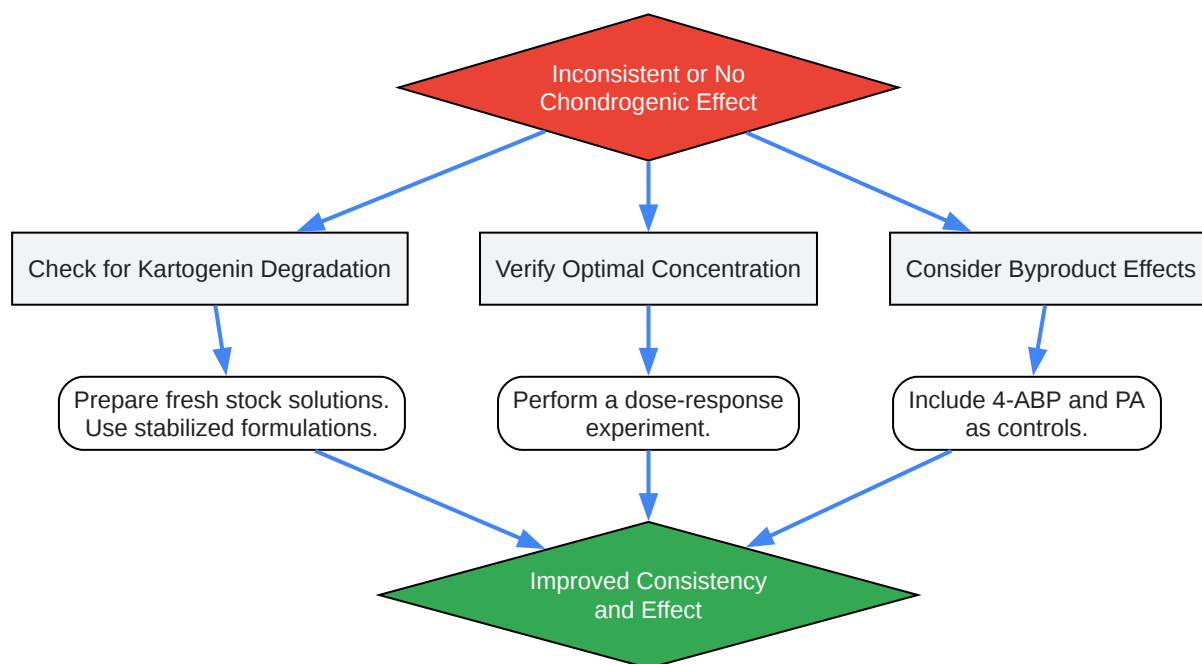 Inconsistent or No
Chondrogenic Effect
Check for Kartogenin Degradation
Verify Optimal Concentration
Consider Byproduct Effects
Prepare fresh stock solutions.
Use stabilized formulations.
Perform a dose-response
experiment.
Include 4-ABP and PA
as controls.
Improved Consistency
and Effect